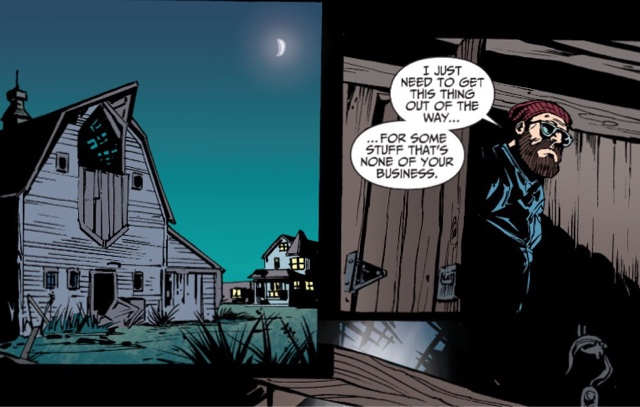 I JUST
NEED TO GET
THIS THING
OUT OF THE
WAY...
...FOR SOME
STUFF THAT'S
NONE OF YOUR
BUSINESS.